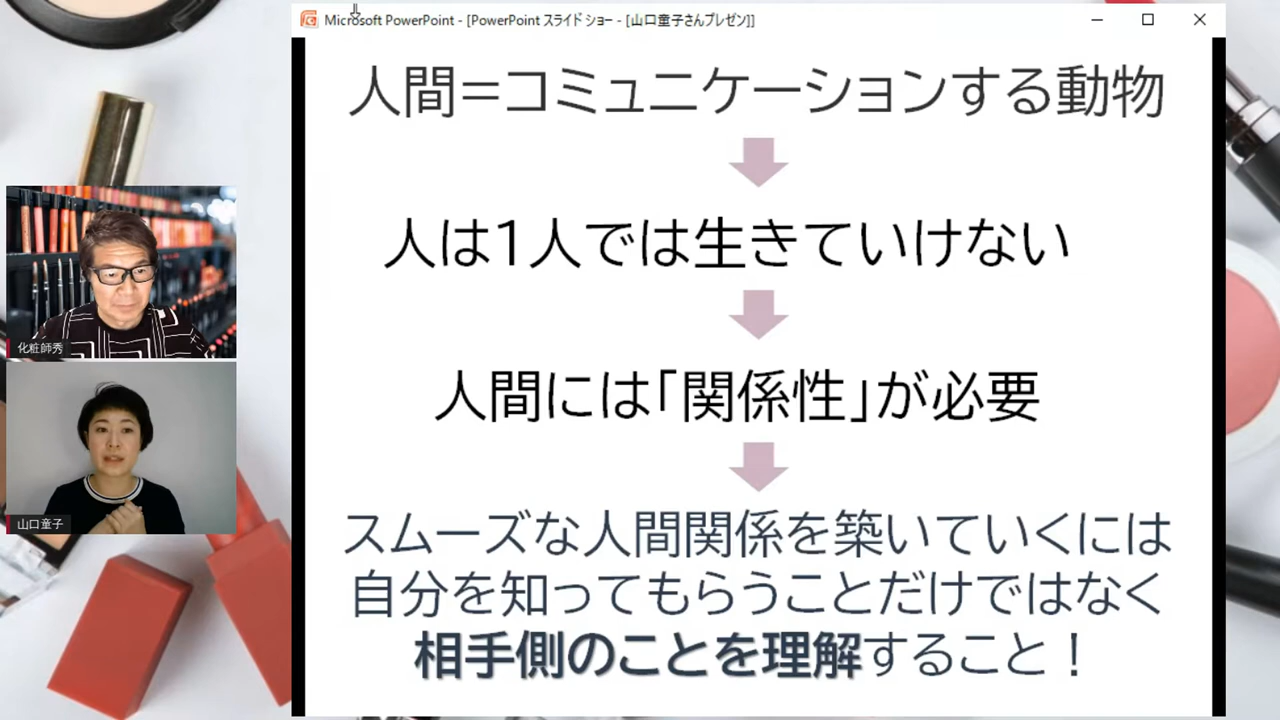 Microsoft PowerPoint - [PowerPoint スライド ショー - [山口童子さんプレゼン]]
人間＝コミュニケーションする動物
人は1人では生きていけない
人間には「関係性」が必要
スムーズな人間関係を築いていくには
自分を知ってもらうことだけではなく
相手側のことを理解すること！
化粧師秀
山口童子